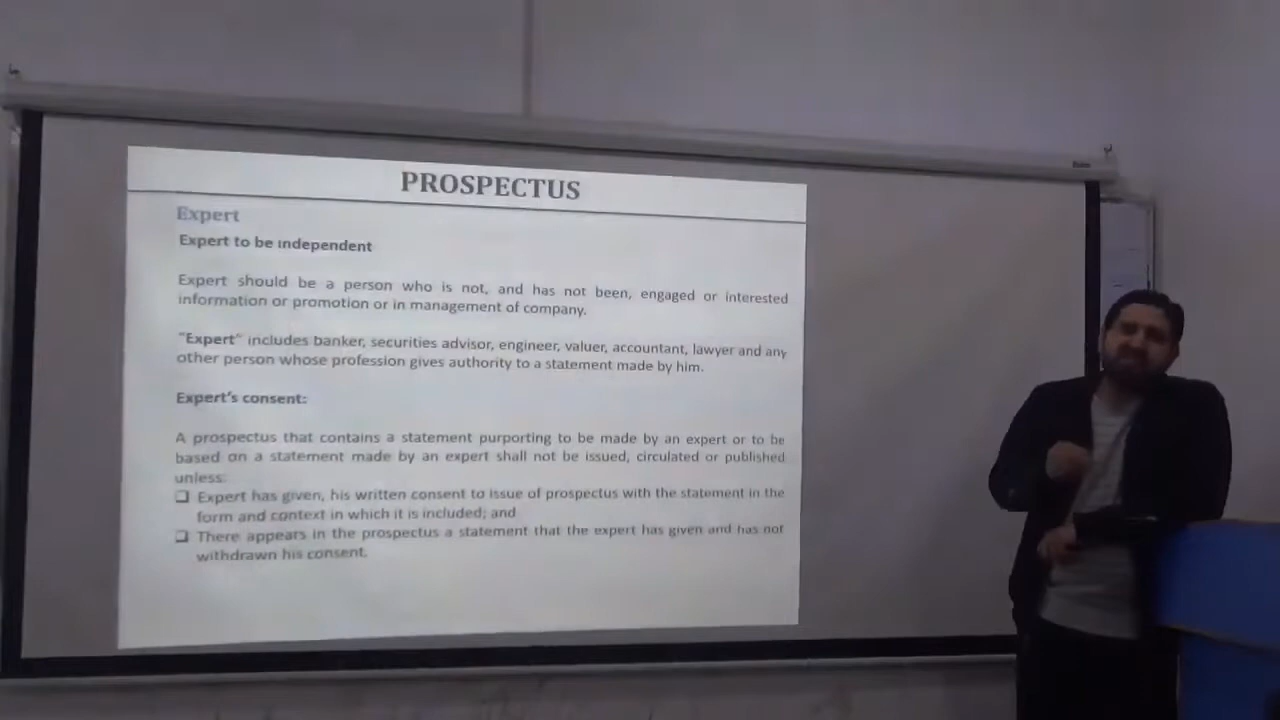 PROSPECTUS
Expert
Expert to be independent
Expert should be a person who is not, and has not been, engaged or interested
information or promotion or in management of company.
"Expert" includes banker, securities advisor, engineer, valuer, accountant, lawyer and any
other person whose profession gives authority to a statement made by him.
Expert's consent:
A prospectus that contains a statement purporting to be made by an expert or to be
based on a statement made by an expert shall not be issued, circulated or published
unless:
❑ Expert has given, his written consent to issue of prospectus with the statement in the
form and context in which it is included; and
❑ There appears in the prospectus a statement that the expert has given and has not
withdrawn his consent.